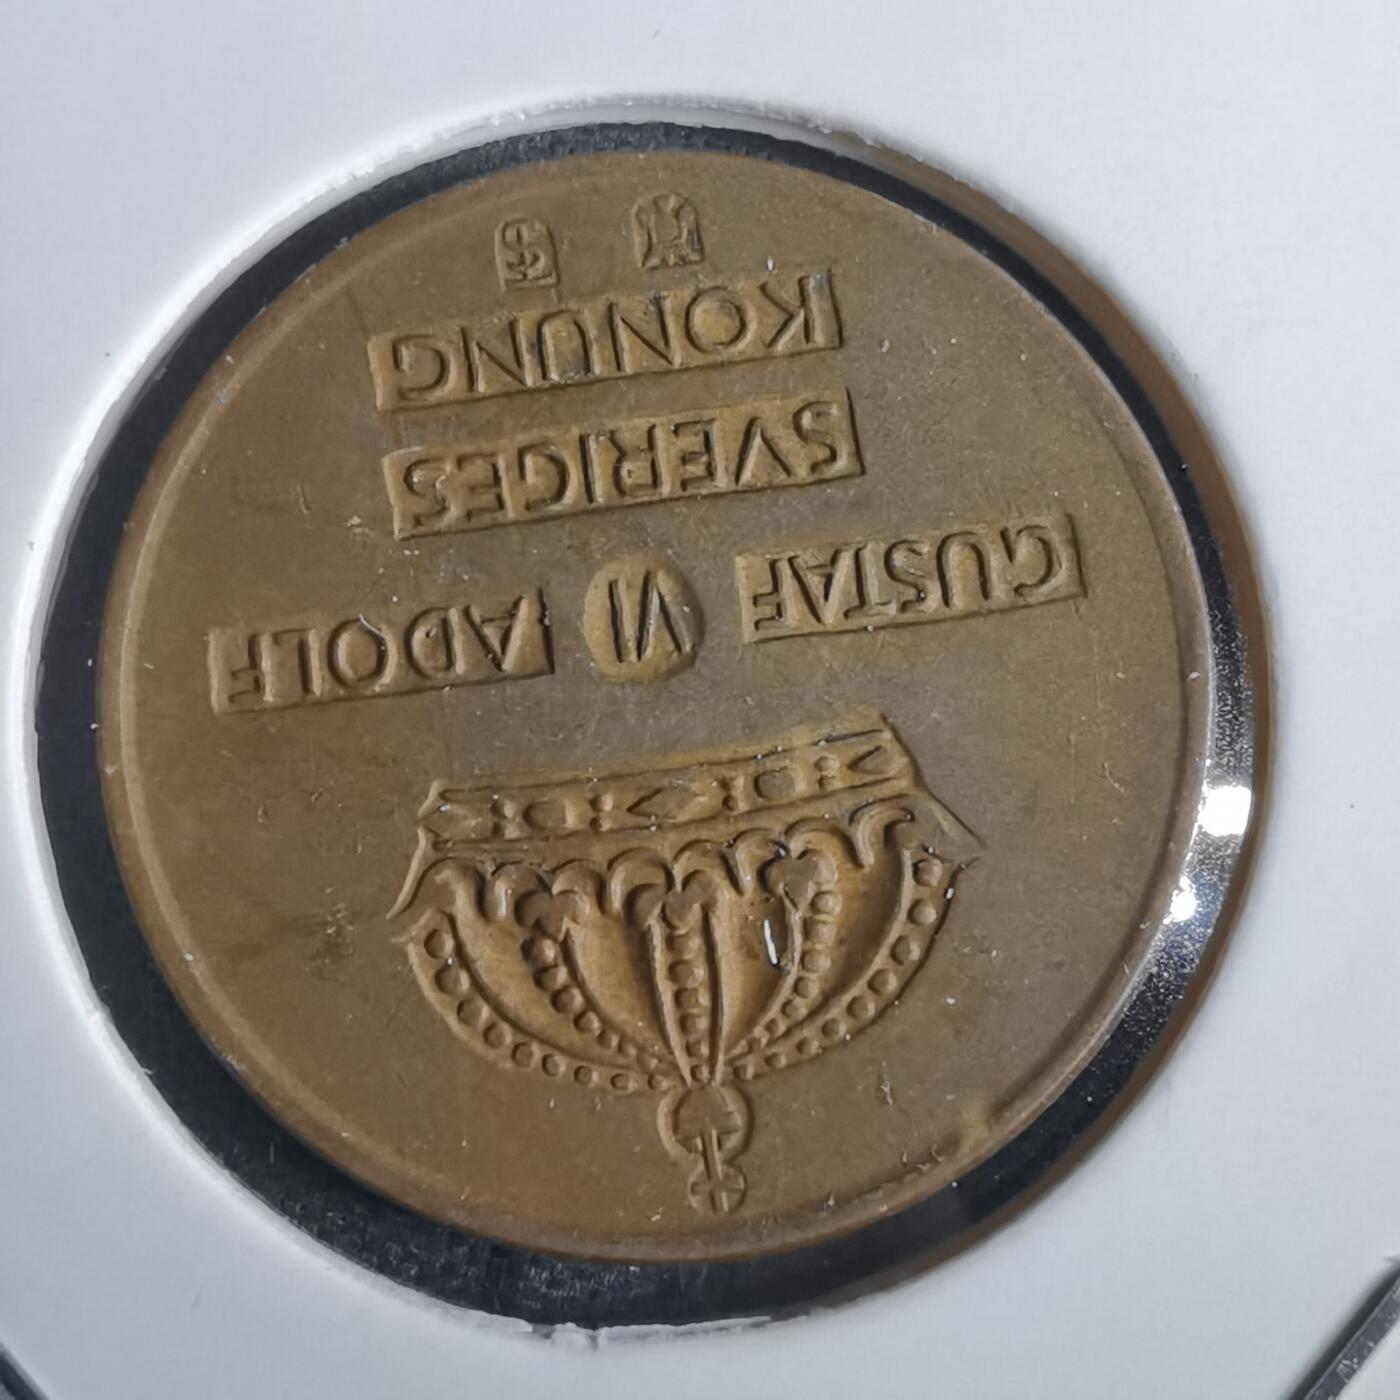 GUSTAF VI ADOLF
SVERIGES
KONUNG